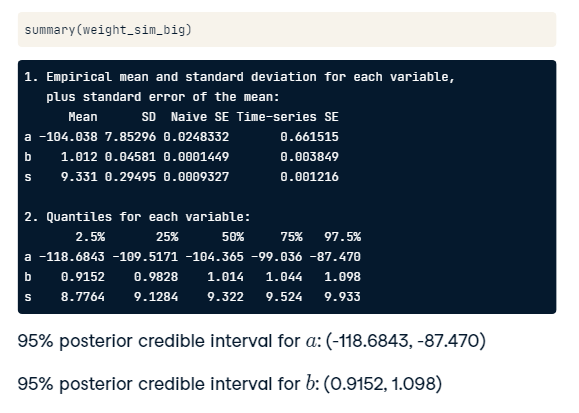 summary(weight_sim_big)
1. Empirical mean and standard deviation for each variable,
plus standard error of the mean:
Mean SD Naive SE Time-series SE
a -104.038 7.85296 0.0248332 0.661515
b 1.012 0.04581 0.0001449 0.003849
s 9.331 0.29495 0.0009327 0.001216
2. Quantiles for each variable:
2.5% 25% 50% 75% 97.5%
a -118.6843 -109.5171 -104.365 -99.036 -87.470
b 0.9152 0.9828 1.014 1.044 1.098
s 8.7764 9.1284 9.322 9.524 9.933
95% posterior credible interval for a: (-118.6843, -87.470)
95% posterior credible interval for b: (0.9152, 1.098)